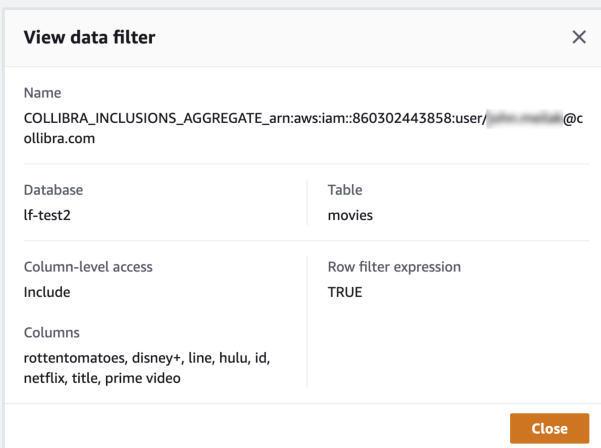 View data filter
Name
COLLIBRA_INCLUSIONS_AGGREGATE_arn:aws:iam::860302443858:user/ @c
ollibra.com
Database
Table
lf-test2
movies
Column-level access
Row filter expression
Include
TRUE
Columns
rottentomatoes, disney+, line, hulu, id,
netflix, title, prime video
Close